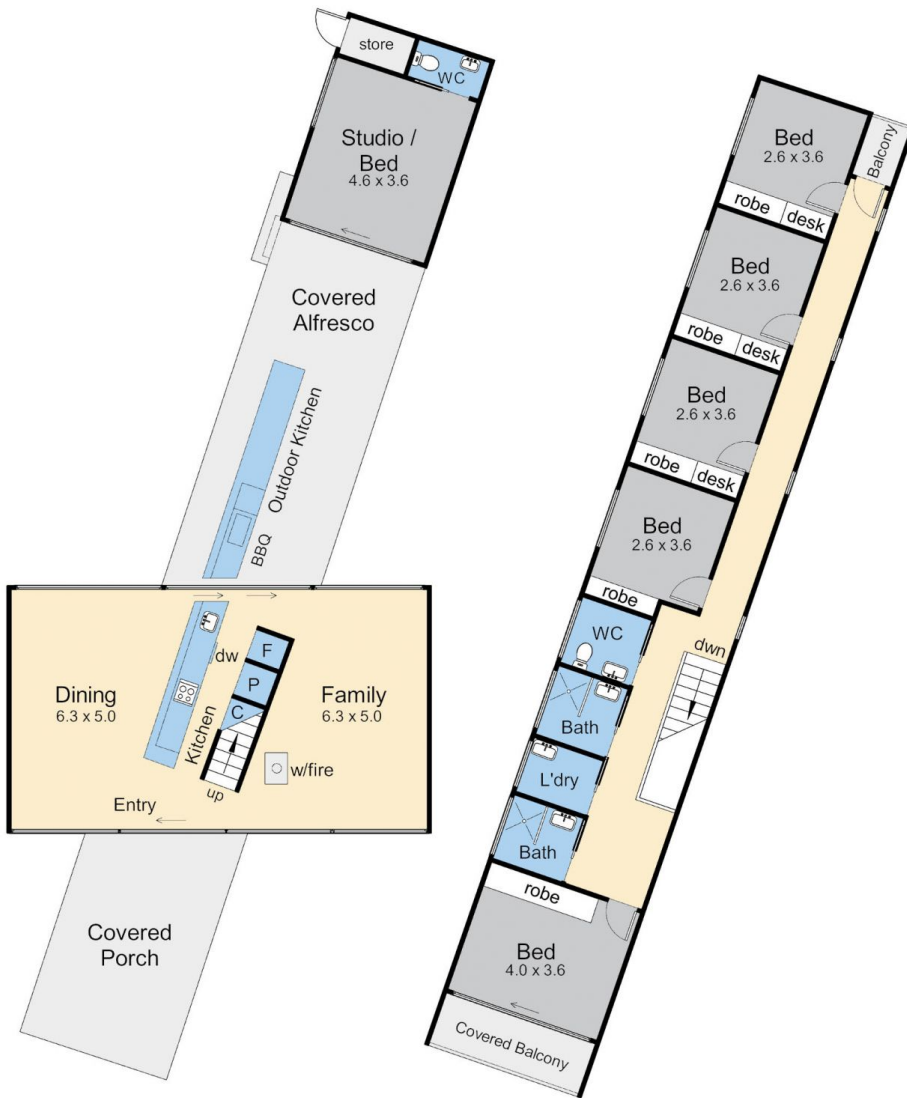 store
WC
Studio /
Bed
4.6 x 3.6
Covered
Alfresco
Outdoor Kitchen
BBQ
F
dw
P
C
Kitchen
Dining
6.3 x 5.0
Family
6.3 x 5.0
w/fire
up
Entry
Covered
Porch
Bed
2.6 x 3.6
Balcony
robe
desk
Bed
2.6 x 3.6
robe
desk
Bed
2.6 x 3.6
robe
desk
Bed
2.6 x 3.6
robe
WC
dwn
Bath
L'dry
Bath
robe
Bed
4.0 x 3.6
Covered Balcony